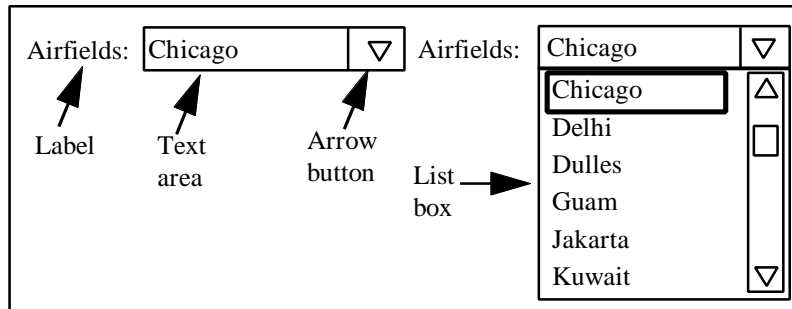 Airfields: Chicago
Label
Text
area
Arrow
button
Airfields: Chicago
Chicago
Delhi
Dulles
Guam
Jakarta
Kuwait
List
box